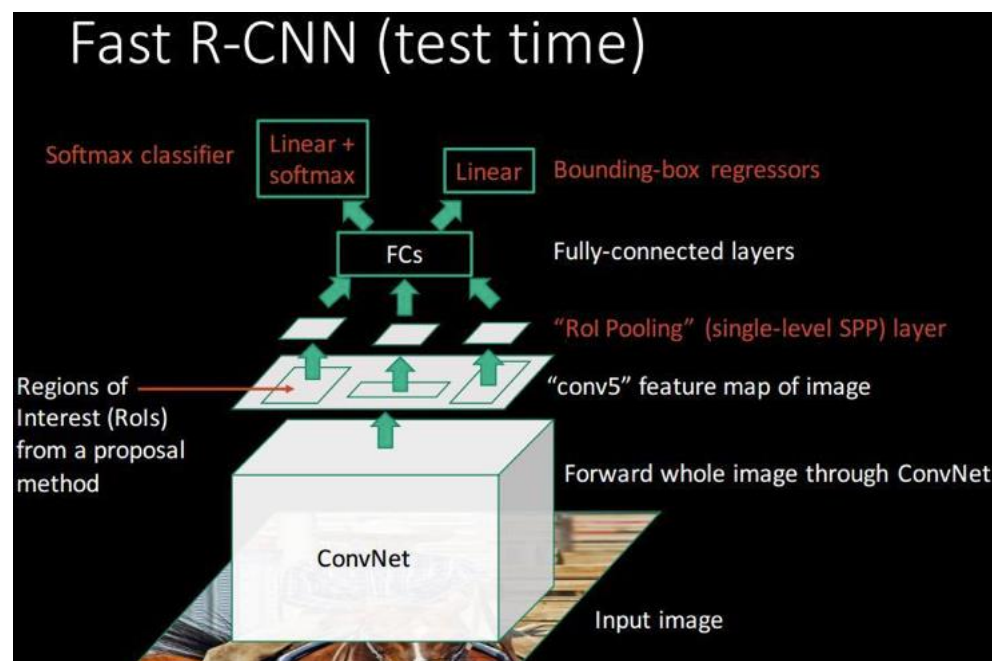 Fast R-CNN (test time)
Softmax classifier
Linear +
softmax
Linear
Bounding-box regressors
FCs
Fully-connected layers
“RoI Pooling” (single-level SPP) layer
Regions of
Interest (RoIs)
from a proposal
method
“conv5” feature map of image
Forward whole image through ConvNet
ConvNet
Input image